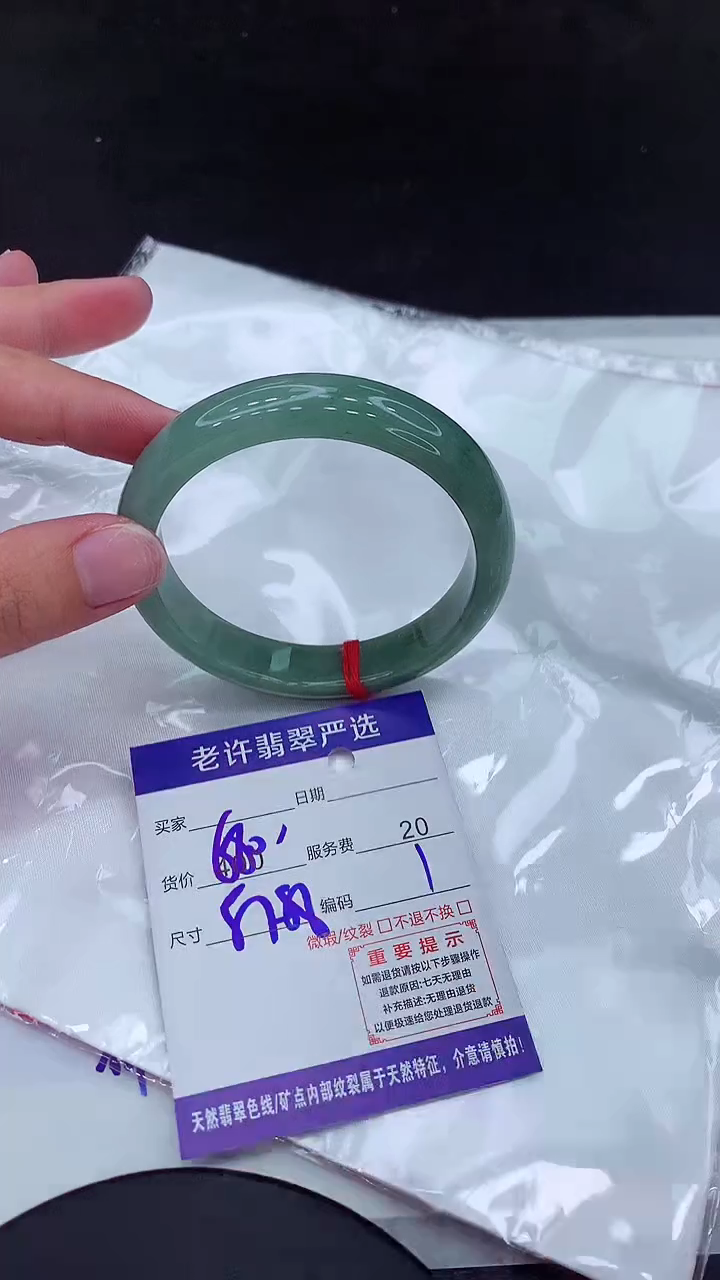 老许翡翠严选
买家 日期
货价 680 服务费 20
尺寸 编码 1
微瑕/纹裂 □不退不换 □
重要提示
如需退货请按以下步骤操作
退款原因:七天无理由
补充描述:无理由退货
以便极速给您处理退货退款
天然翡翠色线/矿点内部纹裂属于天然特征，介意请慎拍！